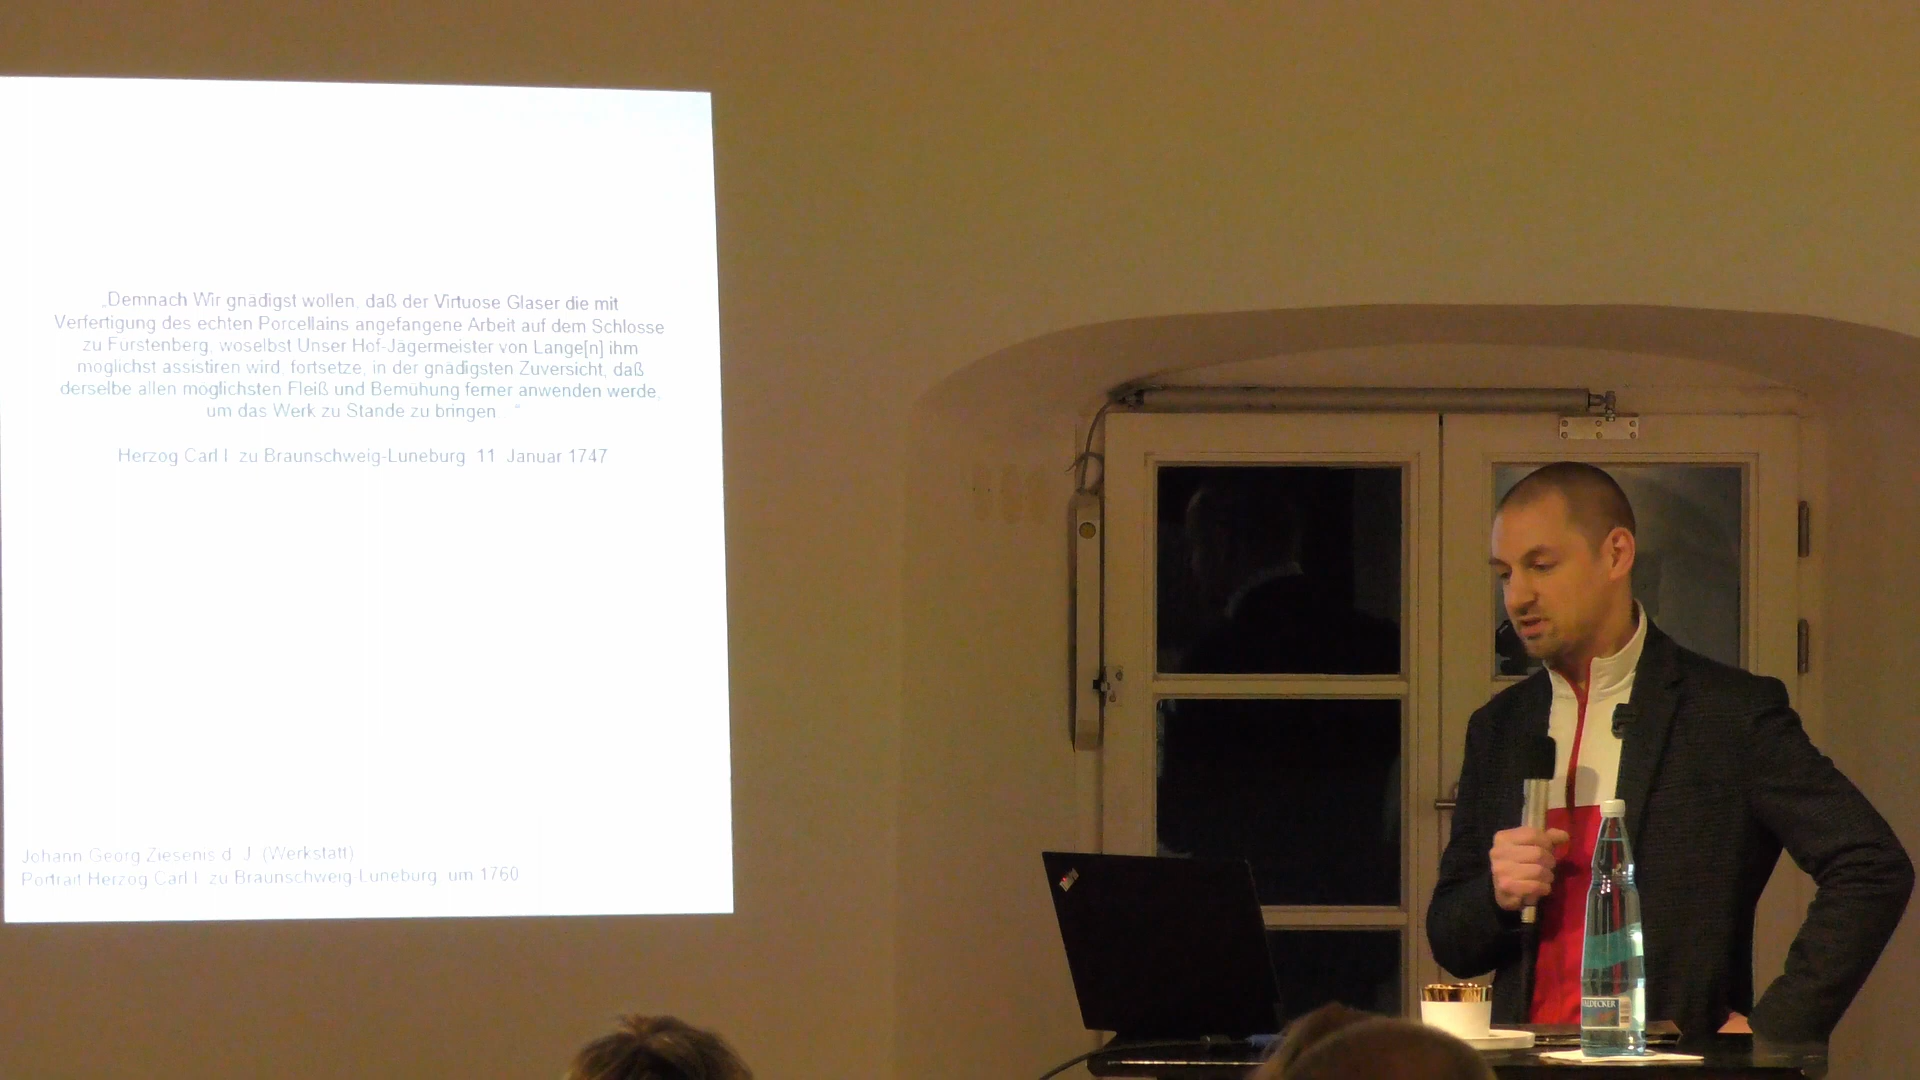 „Demnach Wir gnädigst wollen, daß der Virtuose Glaser die mit
Verfertigung des echten Porcellains angefangene Arbeit auf dem Schlosse
zu Fürstenberg, woselbst Unser Hof-Jägermeister von Lange[n] ihm
möglichst assistiren wird, fortsetze, in der gnädigsten Zuversicht, daß
derselbe allen möglichsten Fleiß und Bemühung ferner anwenden werde,
um das Werk zu Stande zu bringen..."
Herzog Carl I. zu Braunschweig-Lüneburg, 11. Januar 1747
Johann Georg Ziesenis d. J. (Werkstatt)
Portrait Herzog Carl I. zu Braunschweig-Lüneburg, um 1760
WALDECKER